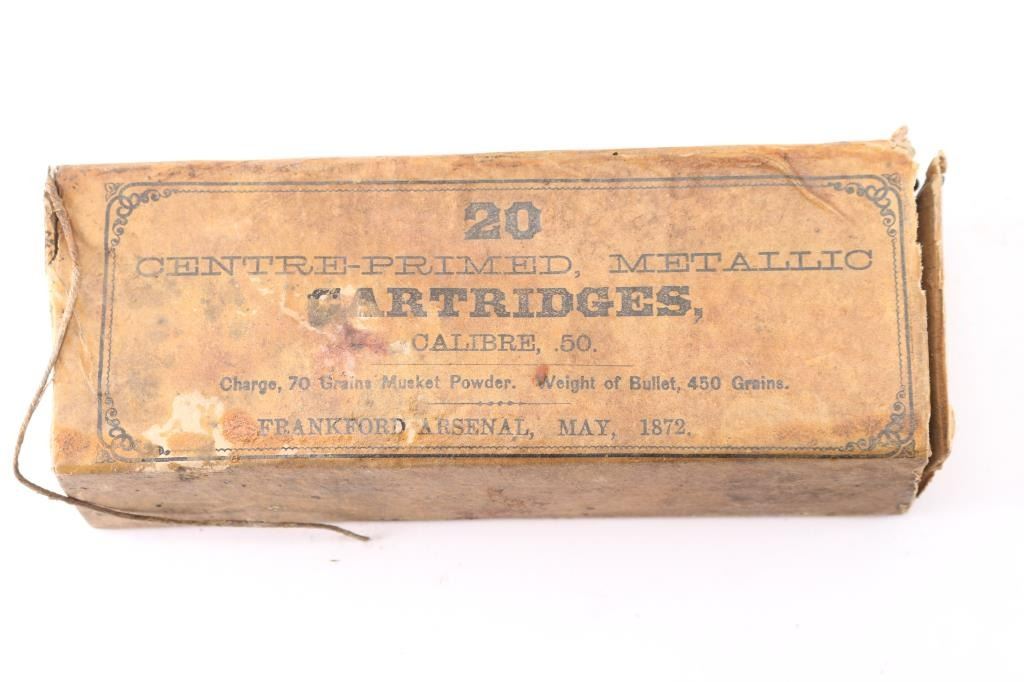 20
CENTRE-PRIMED, METALLIC
CARTRIDGES,
CALIBRE, .50.
Charge, 70 Grains Musket Powder. Weight of Bullet, 450 Grains.
FRANKFORD ARSENAL, MAY, 1872.